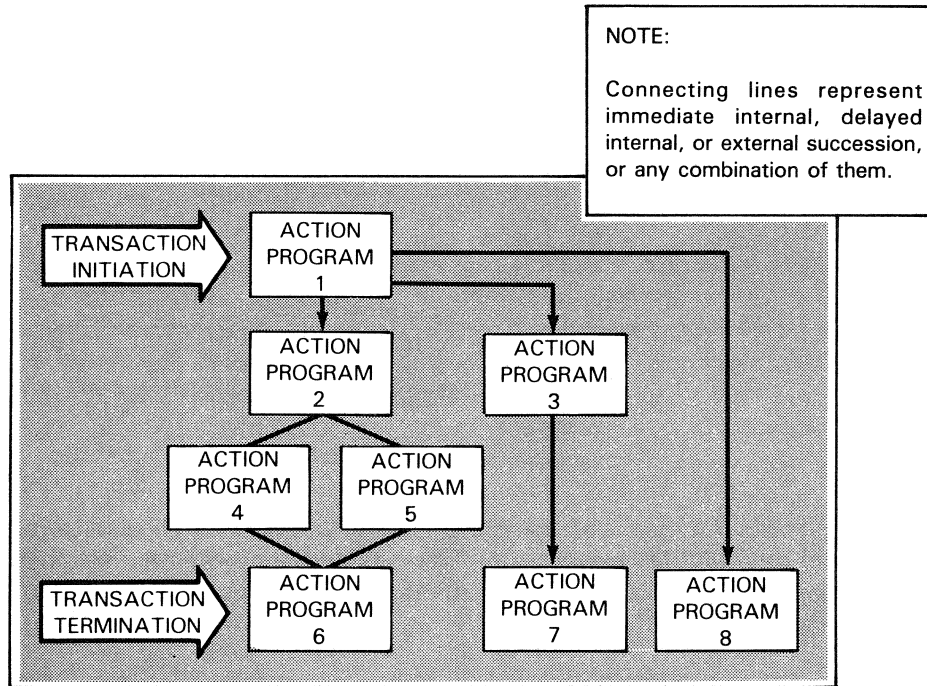 NOTE:
Connecting lines represent
immediate internal, delayed
internal, or external succession,
or any combination of them.
TRANSACTION
INITIATION
ACTION
PROGRAM
1
ACTION
PROGRAM
2
ACTION
PROGRAM
3
ACTION
PROGRAM
4
ACTION
PROGRAM
5
TRANSACTION
TERMINATION
ACTION
PROGRAM
6
ACTION
PROGRAM
7
ACTION
PROGRAM
8